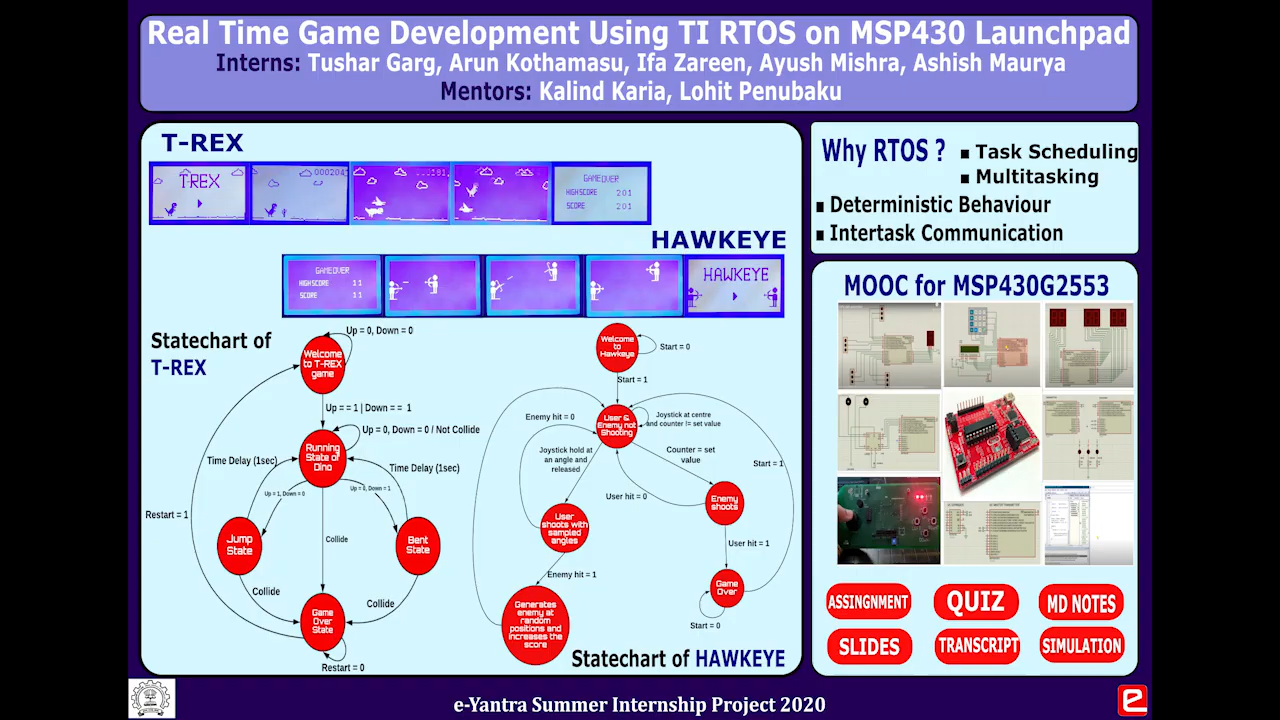 Real Time Game Development Using TI RTOS on MSP430 Launchpad
Interns: Tushar Garg, Arun Kothamasu, Ifa Zareen, Ayush Mishra, Ashish Maurya
Mentors: Kalind Karia, Lohit Penubaku
T-REX
T-REX
000204
GAMEOVER
HIGHSCORE 201
SCORE 201
HAWKEYE
GAMEOVER
HIGHSCORE 11
SCORE 11
HAWKEYE
Statechart of
T-REX
Up = 0, Down = 0
Welcome
to T-REX
game
Up = = 1 | Down = = 1
Up = 0, Down = 0 / Not Collide
Running
State of
Dino
Time Delay (1sec)
Time Delay (1sec)
Up = 1, Down = 0
Up = 0, Down = 1
Restart = 1
Jump
State
Collide
Bent
State
Collide
Collide
Game
Over
State
Restart = 0
Welcome
to
Hawkeye
Start = 0
Start = 1
Enemy hit = 0
User &
Enemy not
Shooting
Joystick at centre
and counter != set value
Joystick hold at
an angle and
released
Counter = set
value
Start = 1
User hit = 0
Enemy
shoots
User
shoots with
sampled
angles
User hit = 1
Enemy hit = 1
Game
Over
Generates
enemy at
random
positions and
increases the
score
Start = 0
Statechart of HAWKEYE
Why RTOS ?
▪ Task Scheduling
▪ Multitasking
▪ Deterministic Behaviour
▪ Intertask Communication
MOOC for MSP430G2553
ASSINGNMENT
QUIZ
MD NOTES
SLIDES
TRANSCRIPT
SIMULATION
e-Yantra Summer Internship Project 2020